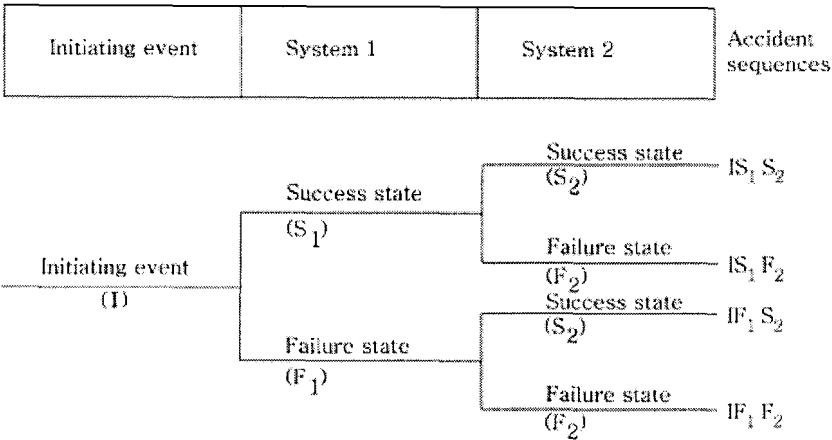 Initiating event
System 1
System 2
Accident
sequences
Success state
(S2)
IS1 S2
Success state
(S1)
Failure state
(F2)
IS1 F2
Initiating event
(I)
Success state
(S2)
IF1 S2
Failure state
(F1)
Failure state
(F2)
IF1 F2